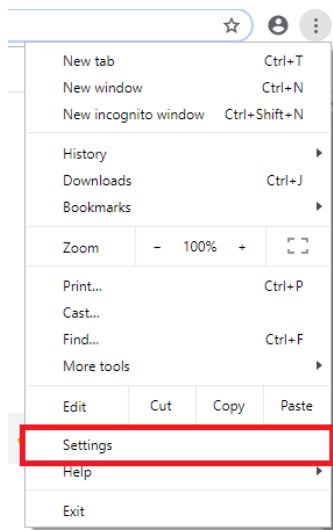 New tab Ctrl+T
New window Ctrl+N
New incognito window Ctrl+Shift+N
History
Downloads Ctrl+J
Bookmarks
Zoom - 100% +
Print... Ctrl+P
Cast...
Find... Ctrl+F
More tools
Edit Cut Copy Paste
Settings
Help
Exit